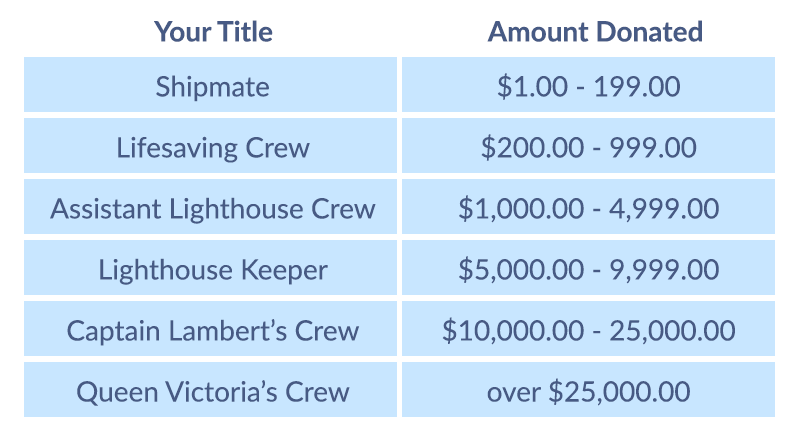 Your Title Amount Donated
Shipmate $1.00 - 199.00
Lifesaving Crew $200.00 - 999.00
Assistant Lighthouse Crew $1,000.00 - 4,999.00
Lighthouse Keeper $5,000.00 - 9,999.00
Captain Lambert’s Crew $10,000.00 - 25,000.00
Queen Victoria’s Crew over $25,000.00